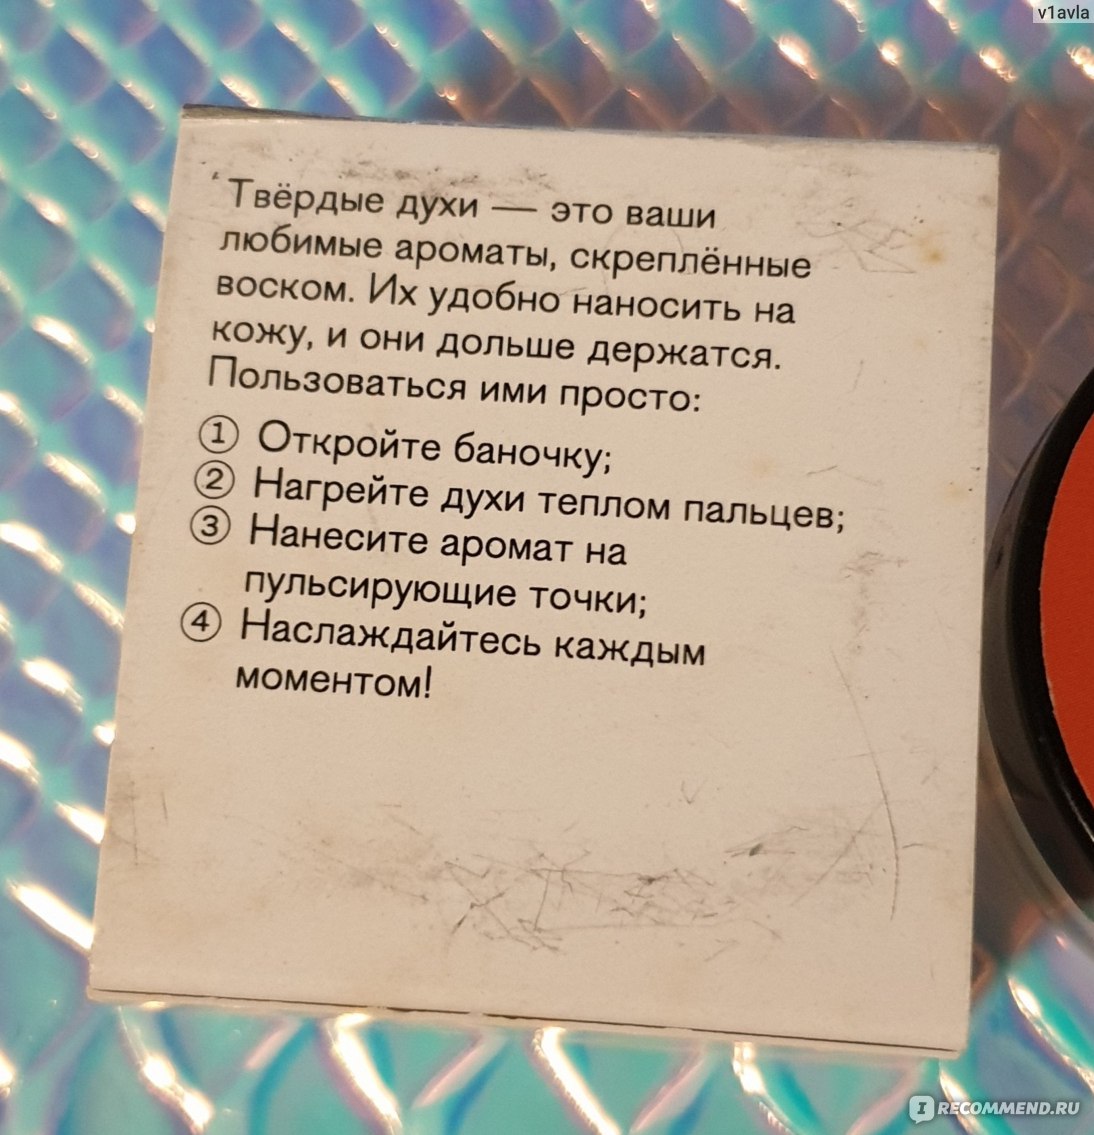 v1avla
Твёрдые духи — это ваши
любимые ароматы, скреплённые
воском. Их удобно наносить на
кожу, и они дольше держатся.
Пользоваться ими просто:
① Откройте баночку;
② Нагрейте духи теплом пальцев;
③ Нанесите аромат на
пульсирующие точки;
④ Наслаждайтесь каждым
моментом!
IRECOMMEND.RU